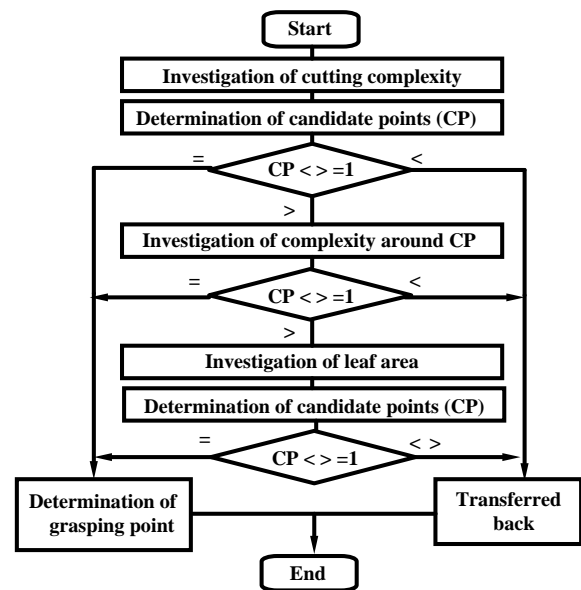 Start
Investigation of cutting complexity
Determination of candidate points (CP)
=
CP < > =1
<
>
Investigation of complexity around CP
=
CP < > =1
<
>
Investigation of leaf area
Determination of candidate points (CP)
=
CP < > =1
< >
Determination of
grasping point
Transferred
back
End